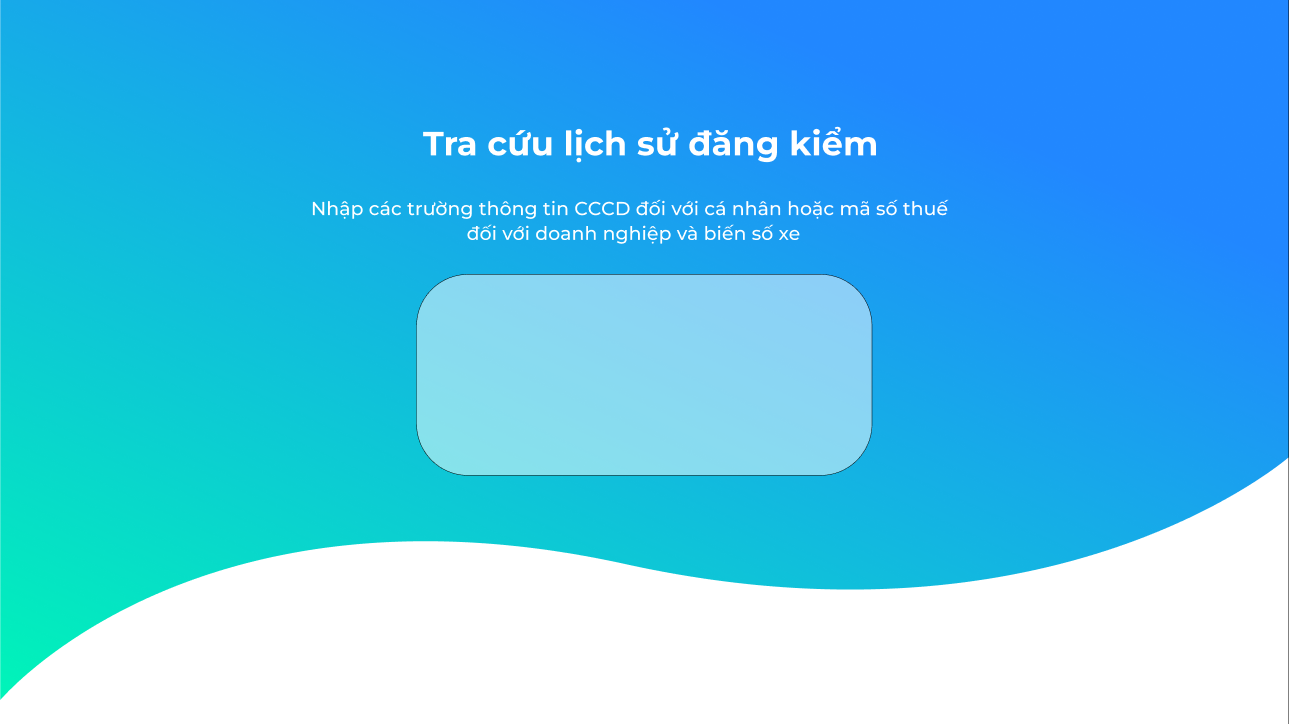 Tra cứu lịch sử đăng kiểm
Nhập các trường thông tin CCCD đối với cá nhân hoặc mã số thuế
đối với doanh nghiệp và biến số xe